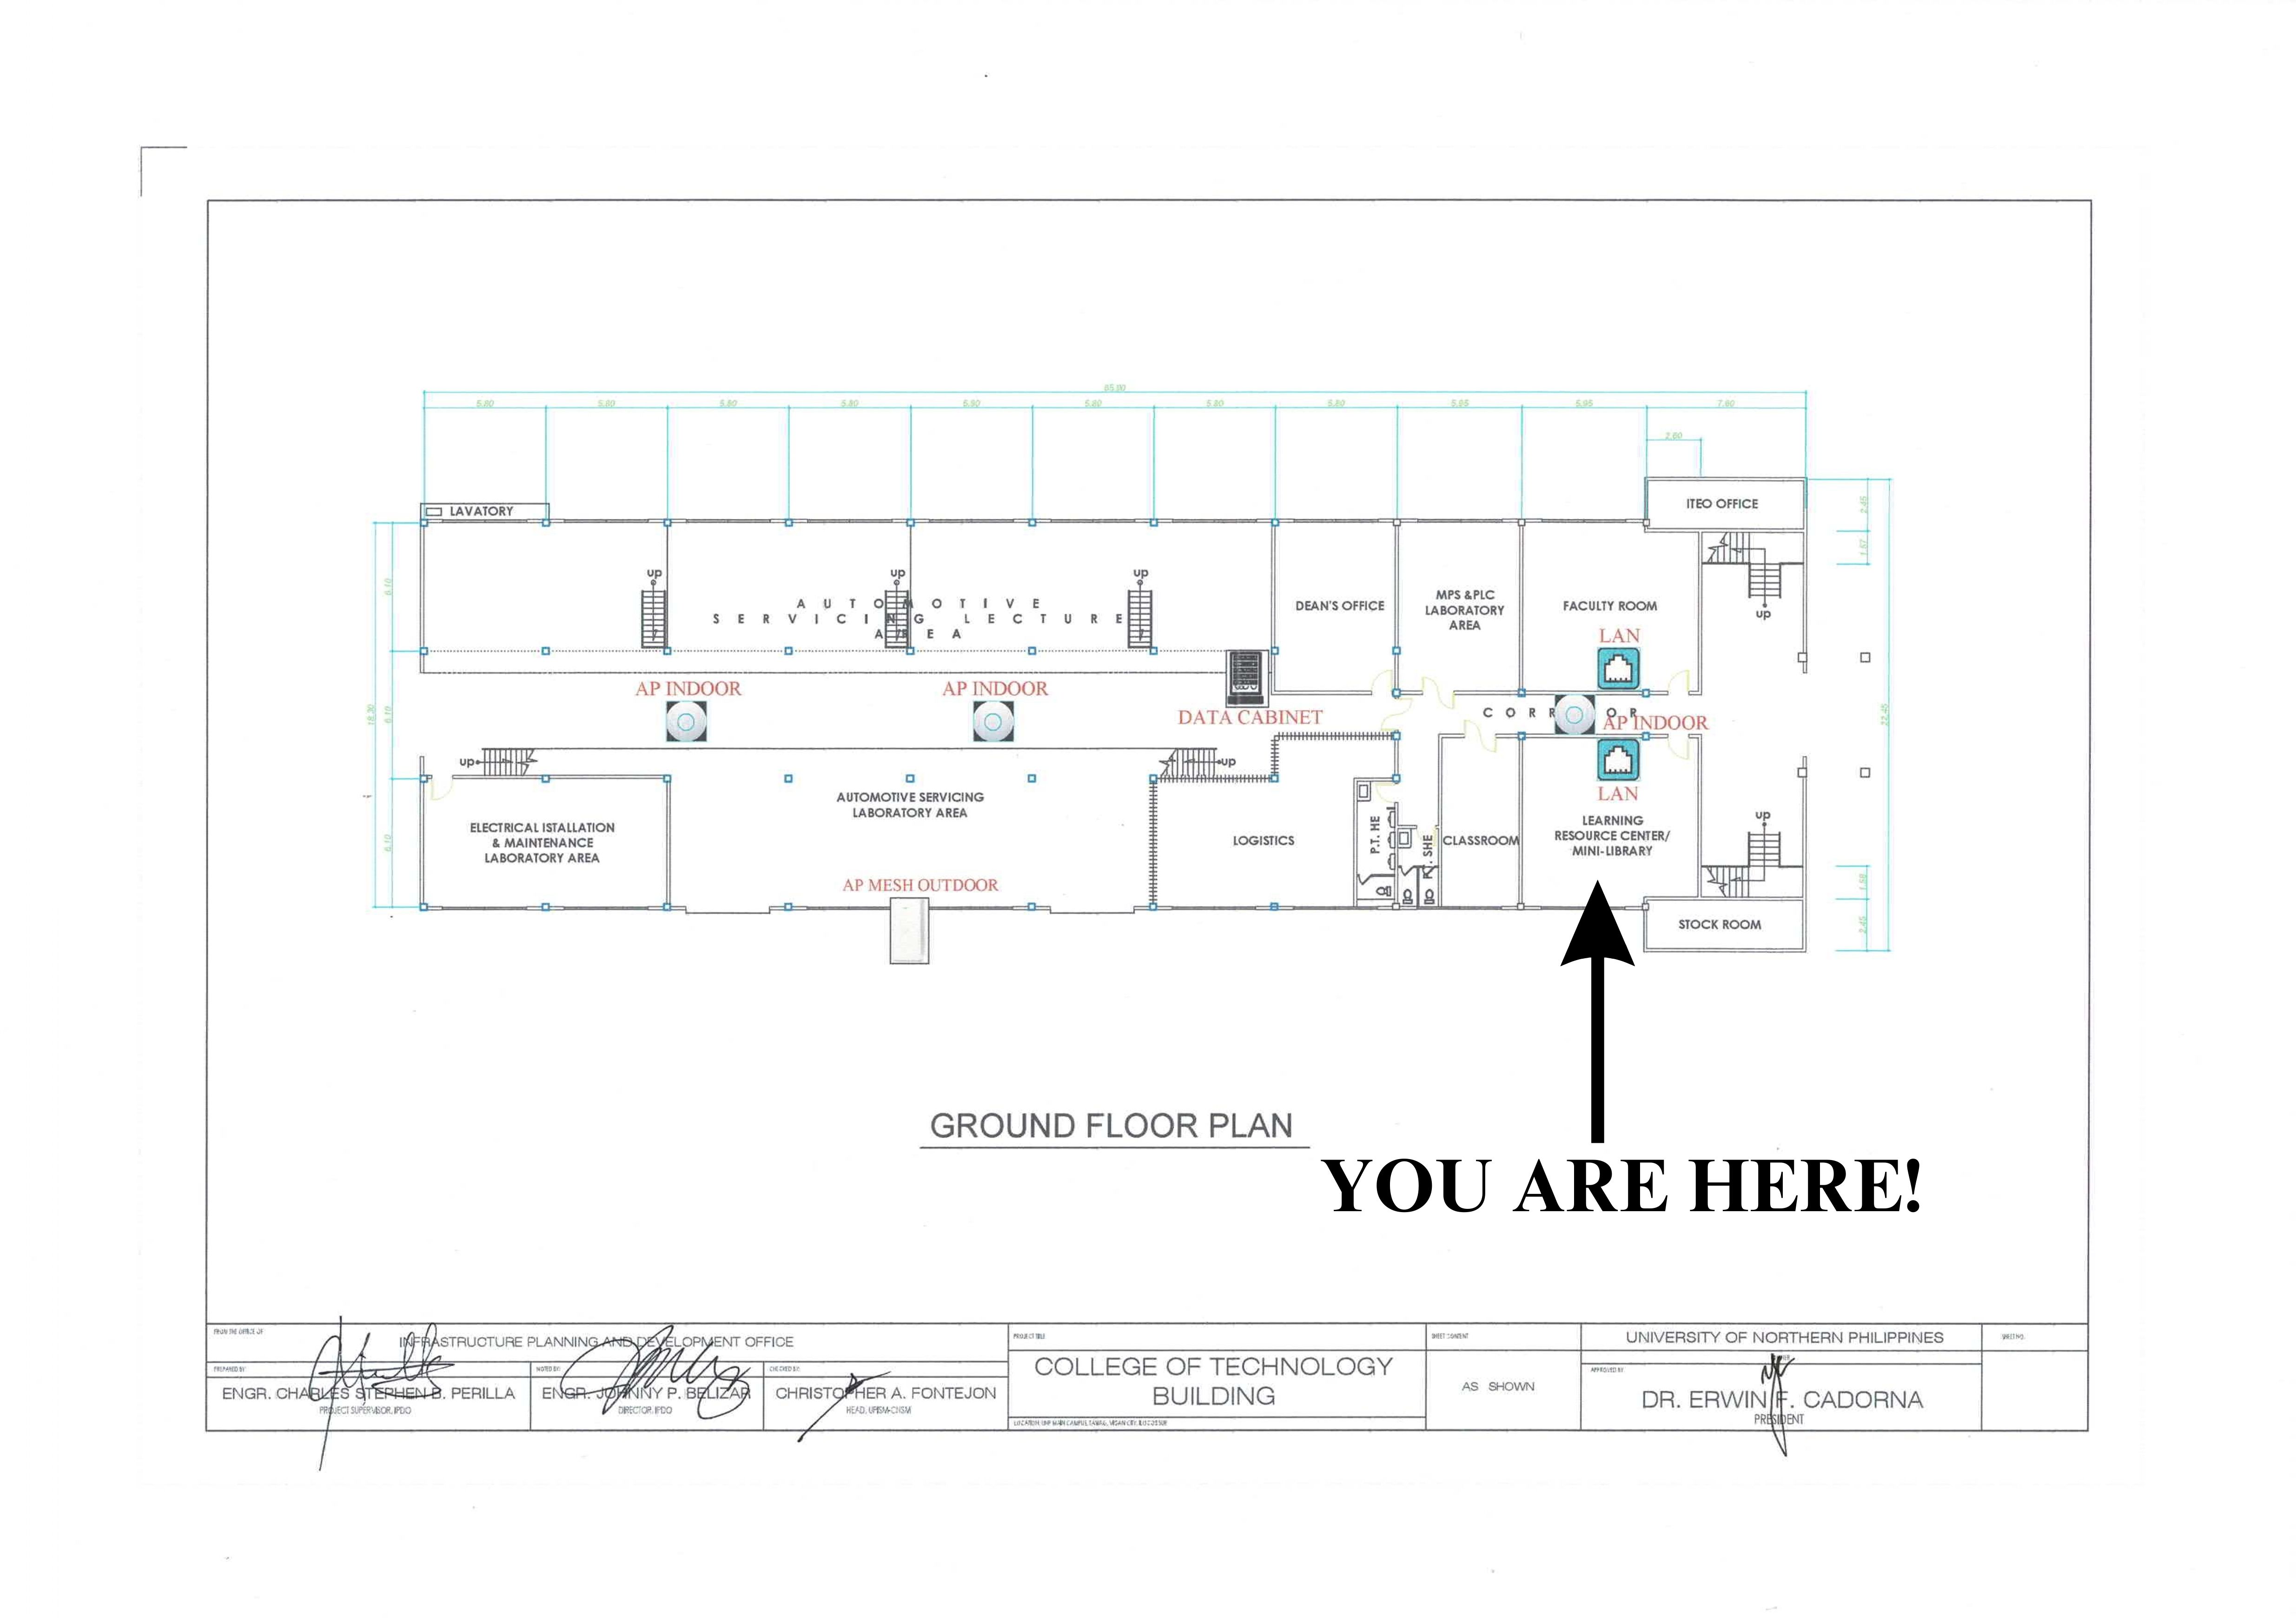 65.80
5.80 5.80 5.80 5.80 5.80 5.80 5.80 5.80 5.95 5.95 7.60
2.60
LAVATORY
ITEO OFFICE
2.45
1.57
up up up
AUTOMOTIVE
SERVICING LECTURE
AREA
DEAN'S OFFICE
MPS &PLC
LABORATORY
AREA
FACULTY ROOM
LAN
up
6.10
AP INDOOR
AP INDOOR
DATA CABINET
CORRIDOR
AP INDOOR
18.30
6.10
22.45
up
up
LAN
ELECTRICAL ISTALLATION
& MAINTENANCE
LABORATORY AREA
AUTOMOTIVE SERVICING
LABORATORY AREA
LOGISTICS
P.T. HE
SHE
CLASSROOM
LEARNING
RESOURCE CENTER/
MINI-LIBRARY
up
6.10
AP MESH OUTDOOR
STOCK ROOM
2.45
GROUND FLOOR PLAN
YOU ARE HERE!
FROM THE OFFICE OF
INFRASTRUCTURE PLANNING AND DEVELOPMENT OFFICE
PREPARED BY
ENGR. CHARLES STEPHEN B. PERILLA
PROJECT SUPERVISOR, IPDO
NOTED BY:
ENGR. JOHNNY P. BELIZAR
DIRECTOR, IPDO
CHECKED BY:
CHRISTOPHER A. FONTEJON
HEAD, UPISM-CNSM
PROJECT TITLE
COLLEGE OF TECHNOLOGY
BUILDING
LOCATION: UNP MAIN CAMPUS, TAMAG, VIGAN CITY, ILOCOS SUR
SHEET CONTENT
AS SHOWN
UNIVERSITY OF NORTHERN PHILIPPINES
APPROVED BY
DR. ERWIN F. CADORNA
PRESIDENT
SHEET NO.